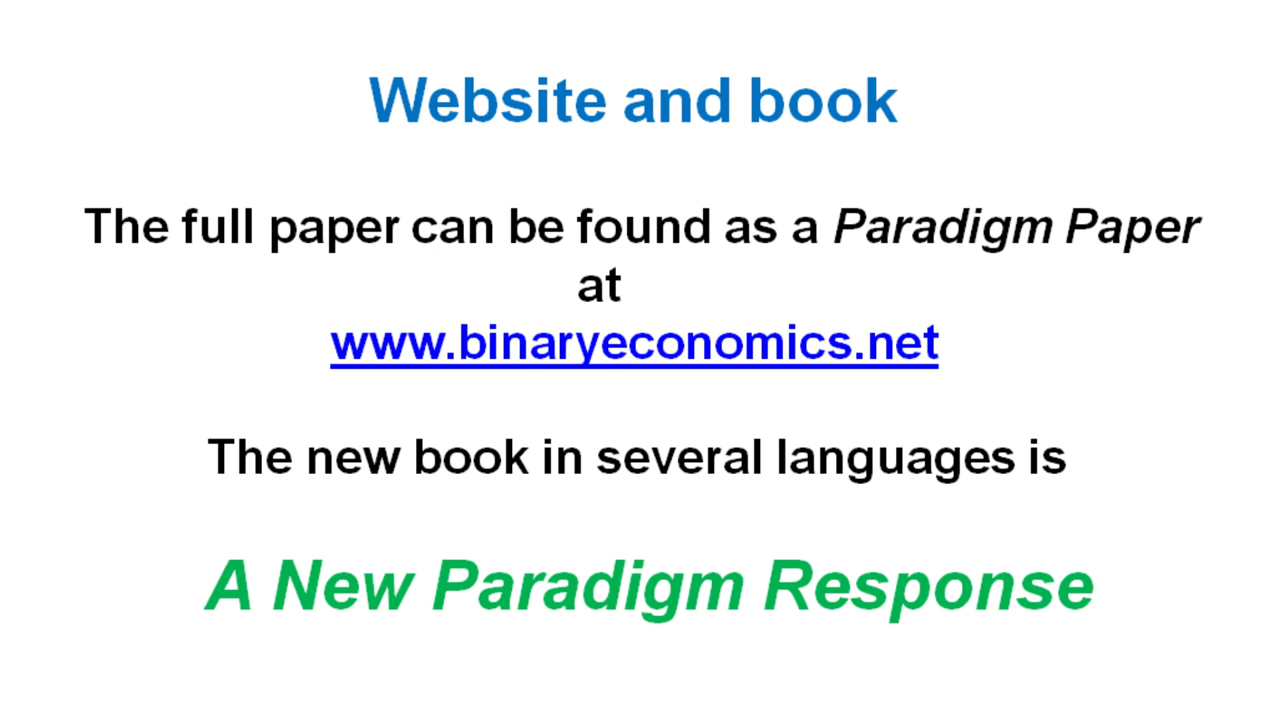 Website and book
The full paper can be found as a Paradigm Paper
at
www.binaryeconomics.net
The new book in several languages is
A New Paradigm Response